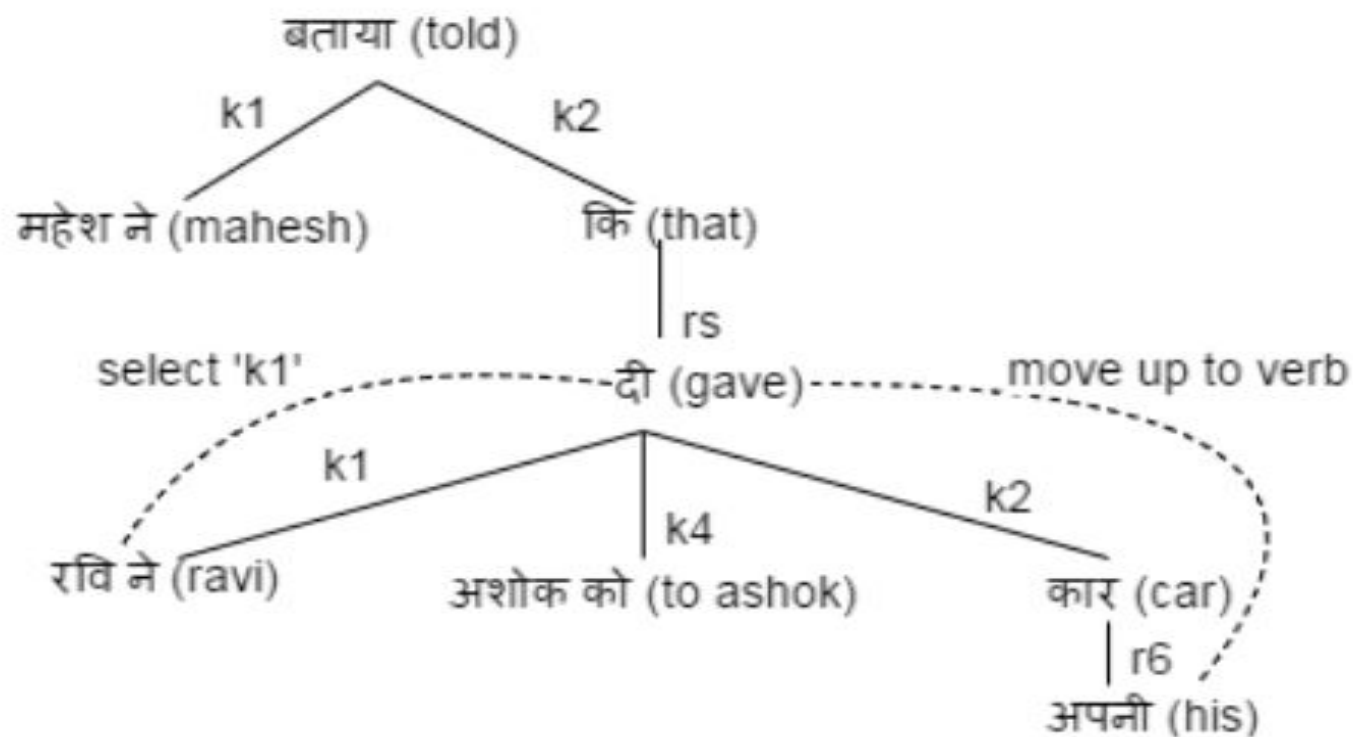 बताया (told)
k1 k2
महेश ने (mahesh) कि (that)
rs
select 'k1' दी (gave) move up to verb
k1 k4 k2
रवि ने (ravi) अशोक को (to ashok) कार (car)
r6
अपनी (his)